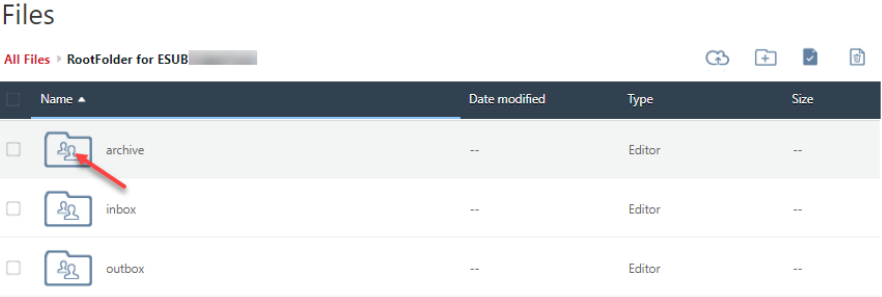 Files
All Files RootFolder for ESUB
Name Date modified Type Size
archive -- Editor --
inbox -- Editor --
outbox -- Editor --